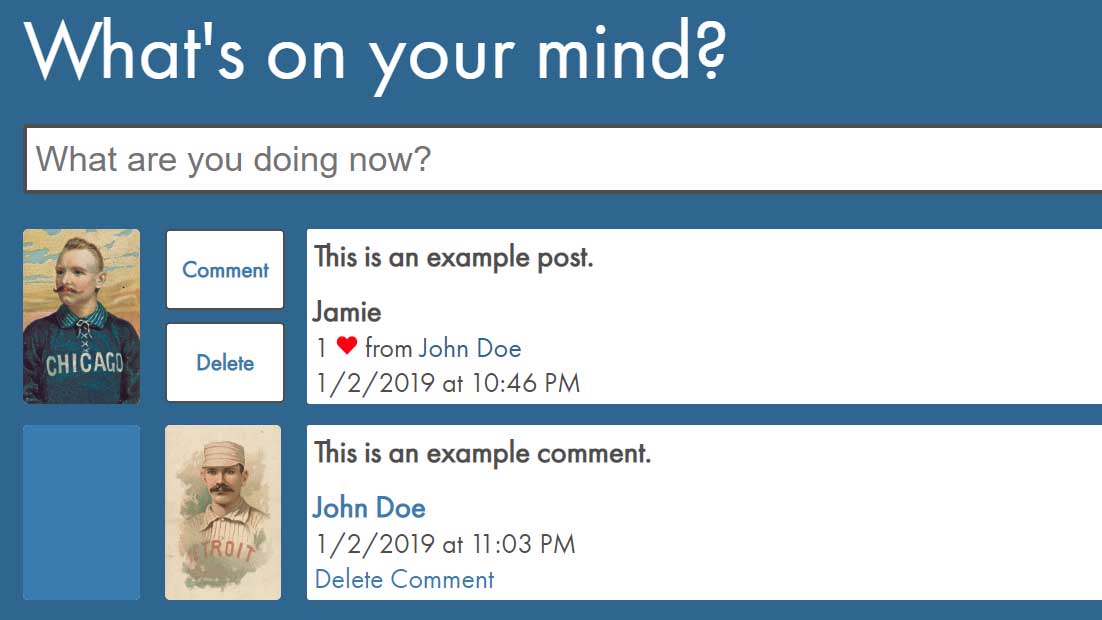 What's on your mind?
What are you doing now?
CHICAGO
Comment
Delete
This is an example post.
Jamie
1 ❤ from John Doe
1/2/2019 at 10:46 PM
ETROIT
This is an example comment.
John Doe
1/2/2019 at 11:03 PM
Delete Comment